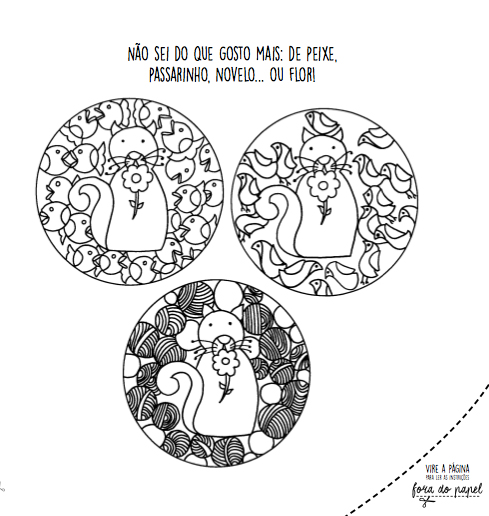 NÃO SEI DO QUE GOSTO MAIS: DE PEIXE,
PASSARINHO, NOVELO... OU FLOR!
VIRE A PÁGINA
PARA LER AS INSTRUÇÕES
fora do papel